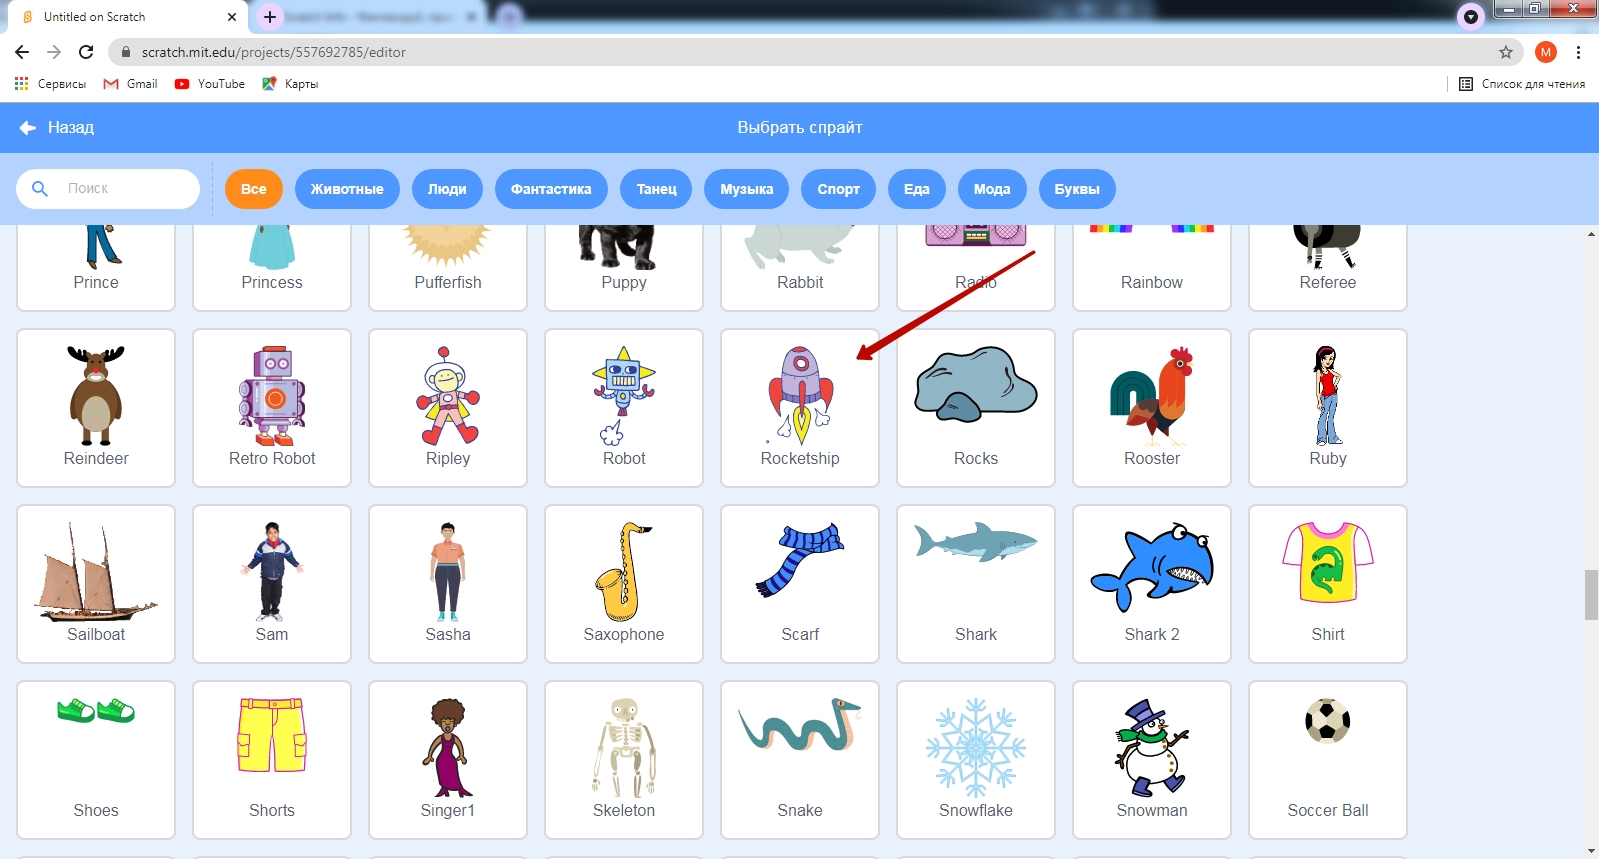 Untitled on Scratch
scratch.mit.edu/projects/557692785/editor
M
Сервисы Gmail YouTube Карты Список для чтения
Назад Выбрать спрайт
Поиск Все Животные Люди Фантастика Танец Музыка Спорт Еда Мода Буквы
Prince Princess Pufferfish Puppy Rabbit Radio Rainbow Referee
Reindeer Retro Robot Ripley Robot Rocketship Rocks Rooster Ruby
Sailboat Sam Sasha Saxophone Scarf Shark Shark 2 Shirt
Shoes Shorts Singer1 Skeleton Snake Snowflake Snowman Soccer Ball